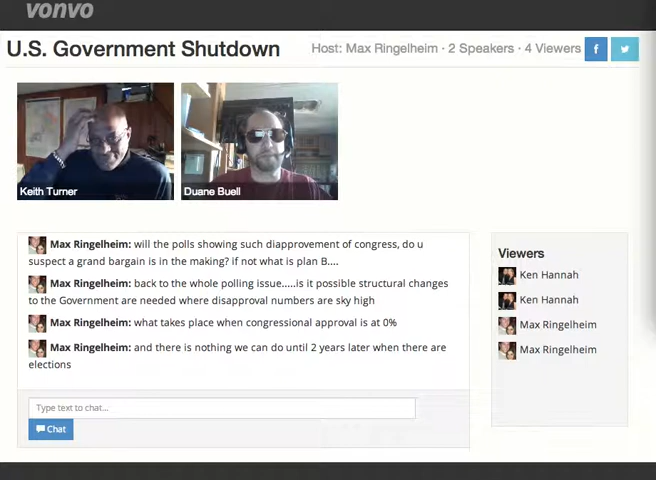 vonvo
U.S. Government Shutdown
Host: Max Ringelheim · 2 Speakers · 4 Viewers
f
Keith Turner
Duane Buell
Max Ringelheim: will the polls showing such diapprovement of congress, do u
suspect a grand bargain is in the making? if not what is plan B....
Max Ringelheim: back to the whole polling issue.....is it possible structural changes
to the Government are needed where disapproval numbers are sky high
Max Ringelheim: what takes place when congressional approval is at 0%
Max Ringelheim: and there is nothing we can do until 2 years later when there are
elections
Type text to chat...
Chat
Viewers
Ken Hannah
Ken Hannah
Max Ringelheim
Max Ringelheim